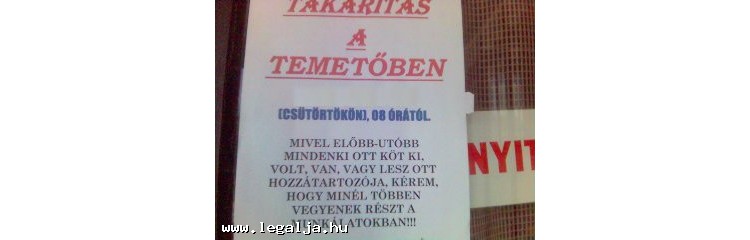 TAKARÍTÁS
A
TEMETŐBEN
(CSÜTÖRTÖKÖN), 08 ÓRÁTÓL.
MIVEL ELŐBB-UTÓBB
MINDENKI OTT KÖT KI,
VOLT, VAN, VAGY LESZ OTT
HOZZÁTARTOZÓJA, KÉREM,
HOGY MINÉL TÖBBEN
VEGYENEK RÉSZT A
MUNKÁLATOKBAN!!!
NYIT
www.legalja.hu